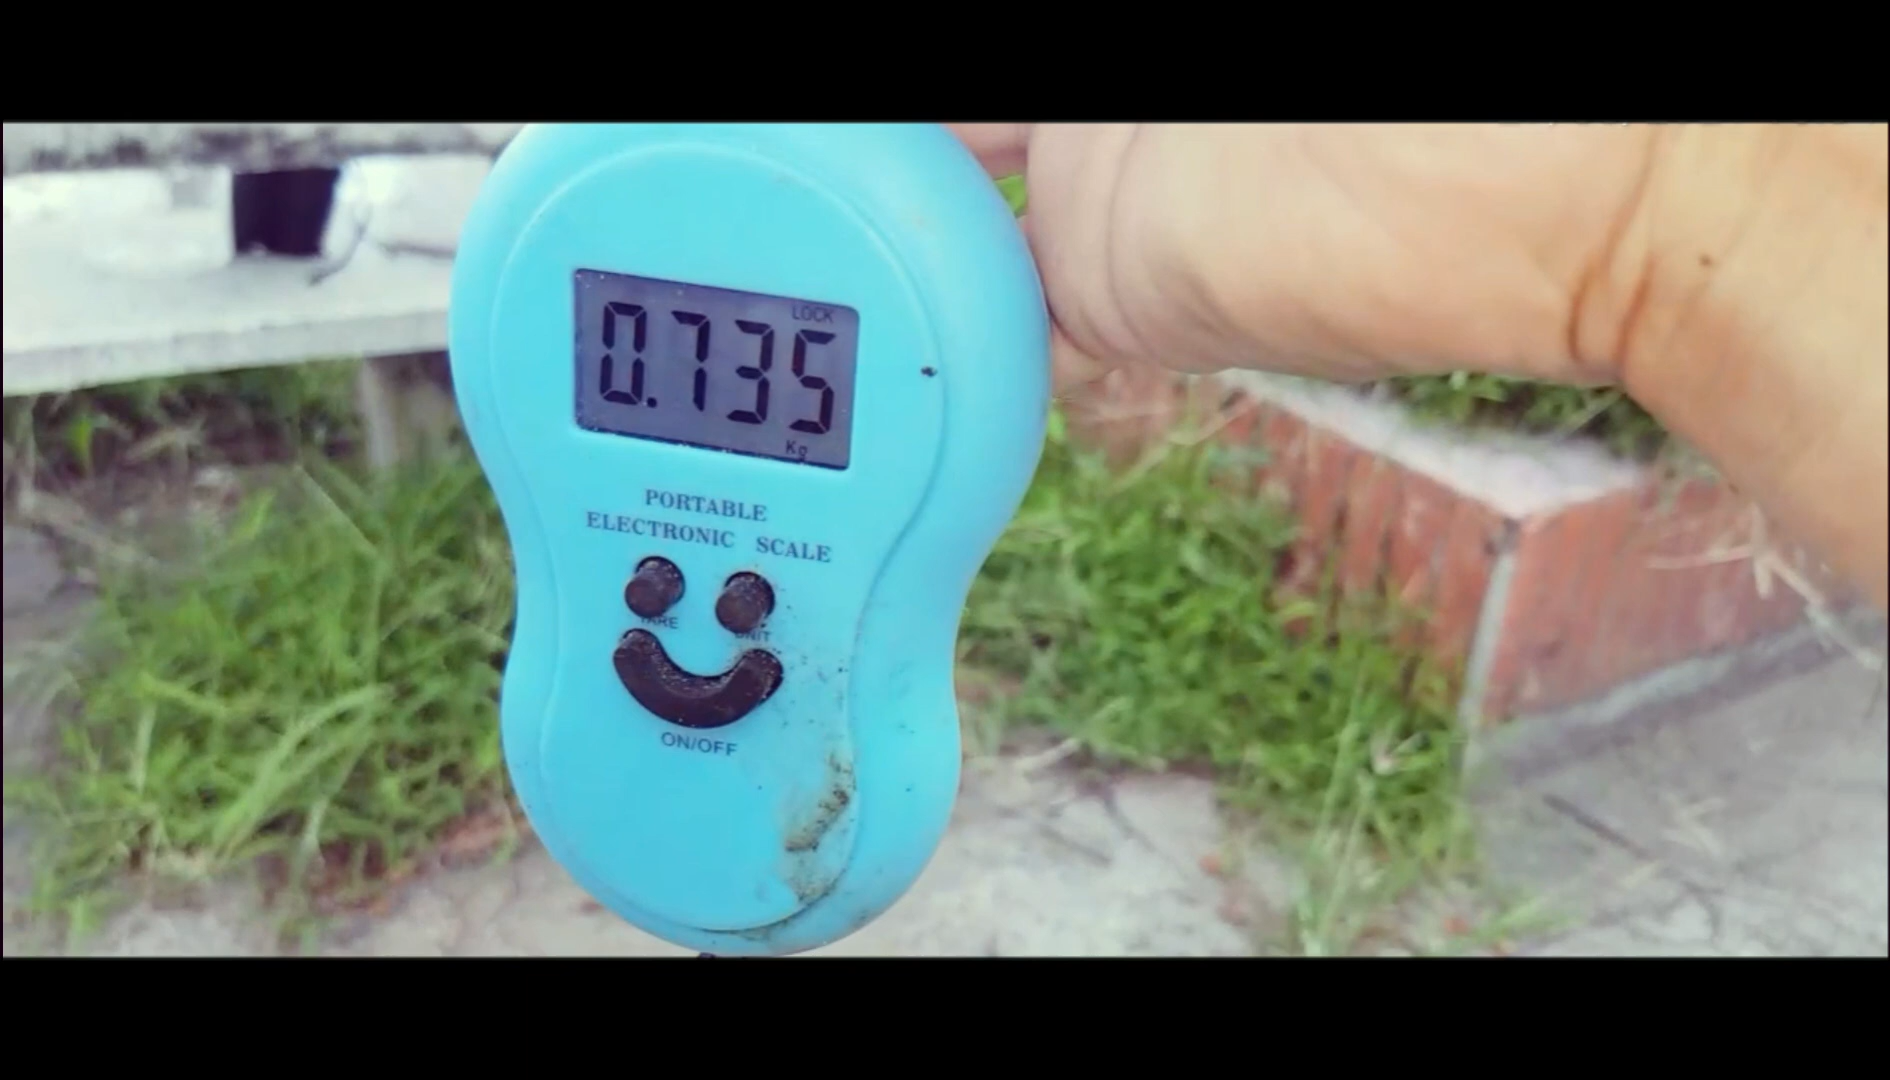 LOCK
0.735
Kg
PORTABLE
ELECTRONIC SCALE
TARE UNIT
ON/OFF